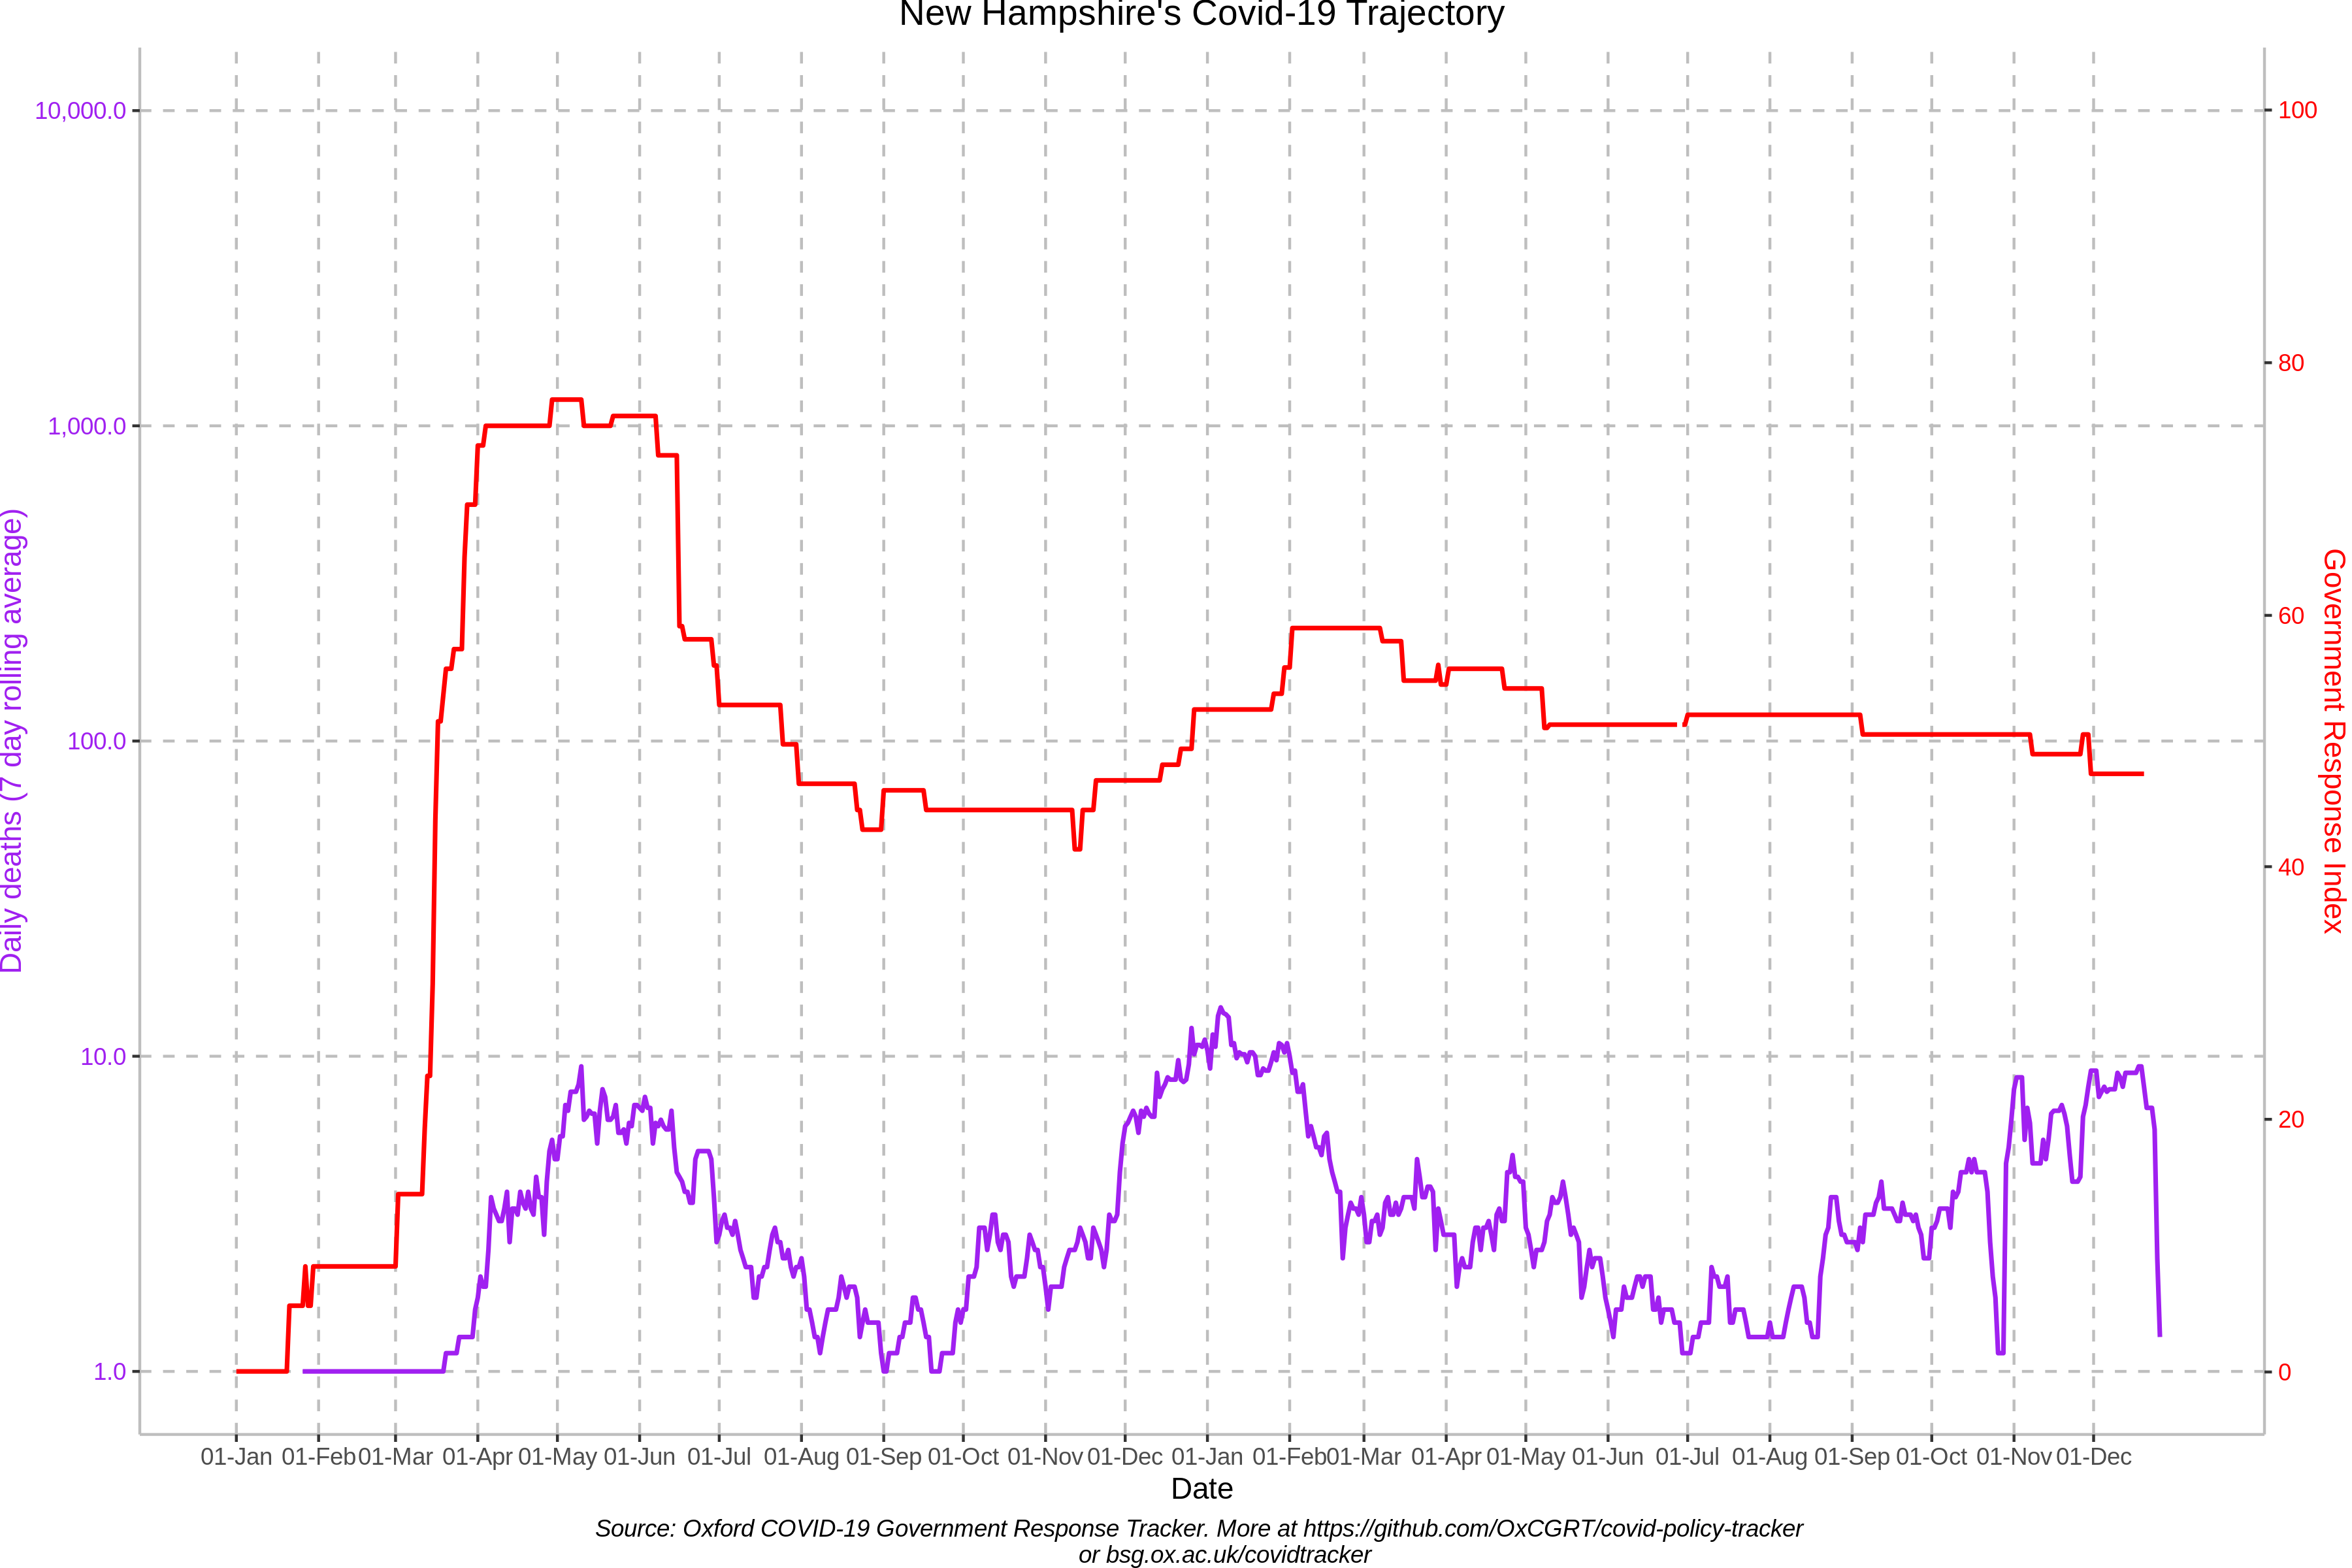 New Hampshire's Covid-19 Trajectory
10,000.0
1,000.0
100.0
10.0
1.0
Daily deaths (7 day rolling average)
100
80
60
40
20
0
Government Response Index
01-Jan 01-Feb 01-Mar 01-Apr 01-May 01-Jun 01-Jul 01-Aug 01-Sep 01-Oct 01-Nov 01-Dec 01-Jan 01-Feb 01-Mar 01-Apr 01-May 01-Jun 01-Jul 01-Aug 01-Sep 01-Oct 01-Nov 01-Dec
Date
Source: Oxford COVID-19 Government Response Tracker. More at https://github.com/OxCGRT/covid-policy-tracker
or bsg.ox.ac.uk/covidtracker